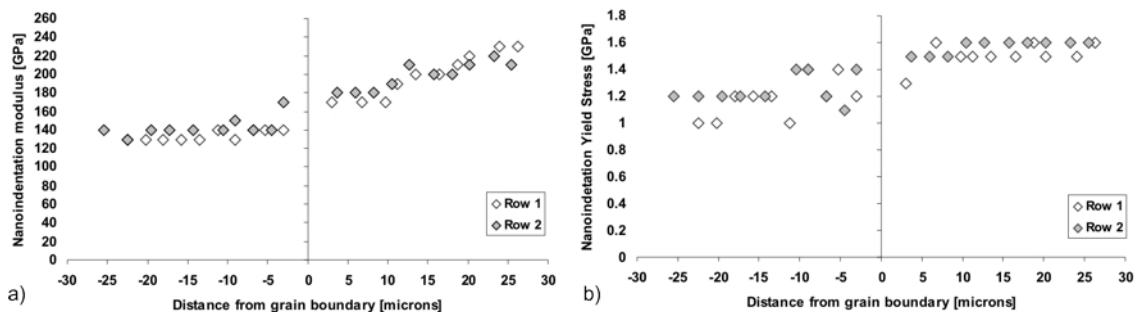 Nanoindentation modulus [GPa]
260
240
220
200
180
160
140
120
100
80
60
40
20
0
-30 -25 -20 -15 -10 -5 0 5 10 15 20 25 30
Distance from grain boundary [microns]
Row 1
Row 2
a)
Nanoindetation Yield Stress [GPa]
1.8
1.6
1.4
1.2
1
0.8
0.6
0.4
0.2
0
-30 -25 -20 -15 -10 -5 0 5 10 15 20 25 30
Distance from grain boundary [microns]
Row 1
Row 2
b)